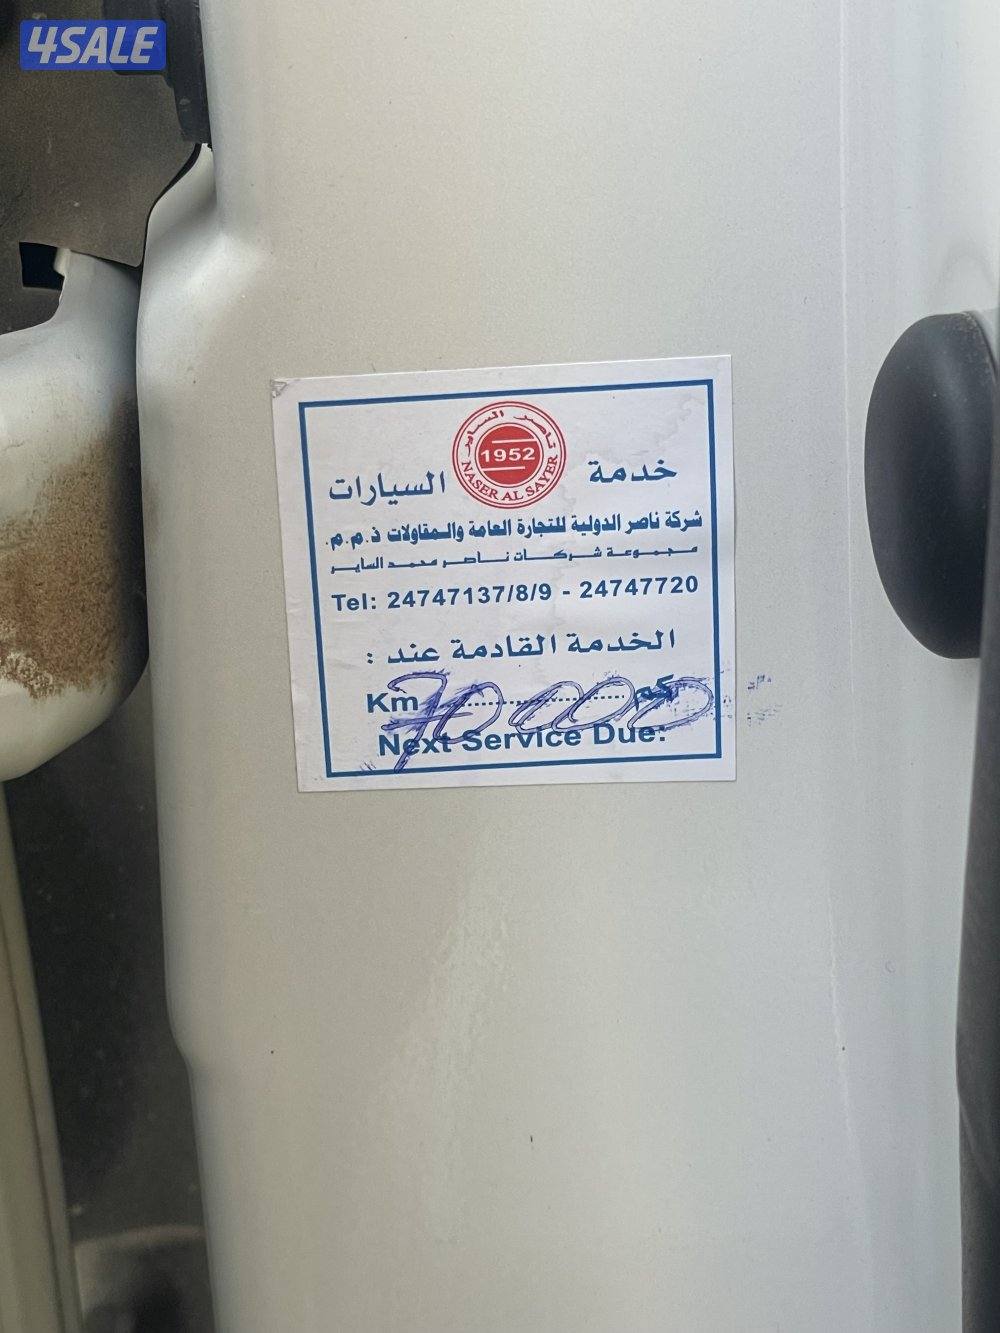 4SALE
ناصر الساير
1952
NASER AL SAYER
خدمة السيارات
شركة ناصر الدولية للتجارة العامة والمقاولات ذ.م.م.
مجموعة شركات ناصر محمد الساير
Tel: 24747137/8/9 - 24747720
الخدمة القادمة عند :
Km 70000 كم
Next Service Due: